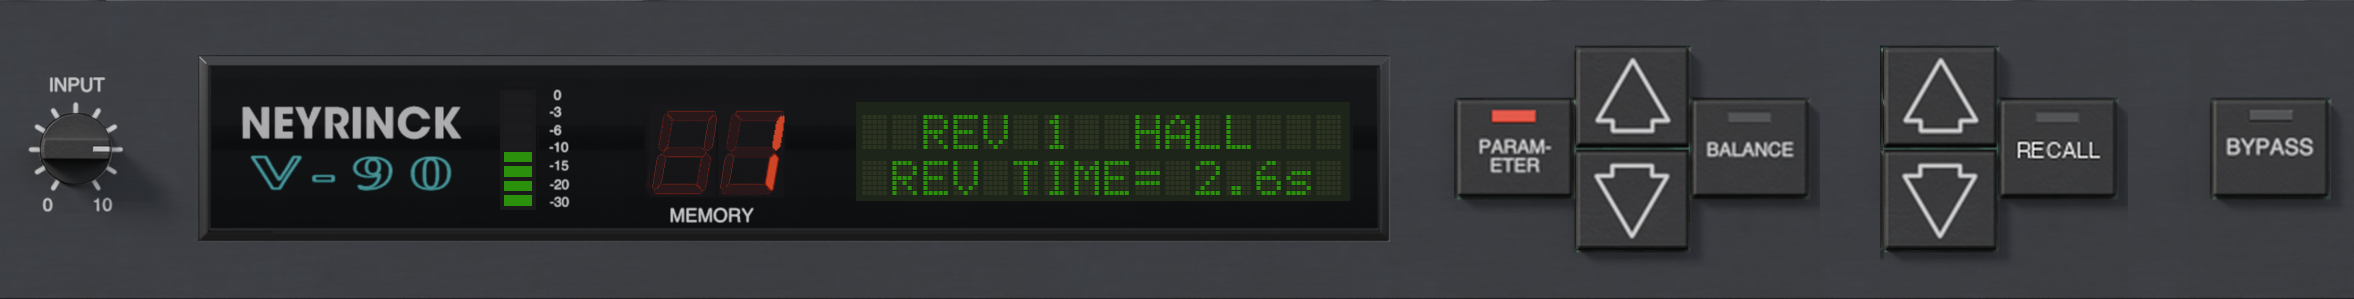 INPUT
0 10
NEYRINCK
V-90
0
-3
-6
-10
-15
-20
-30
1
MEMORY
REV 1 HALL
REV TIME= 2.6s
PARAM-
ETER
BALANCE
RECALL
BYPASS